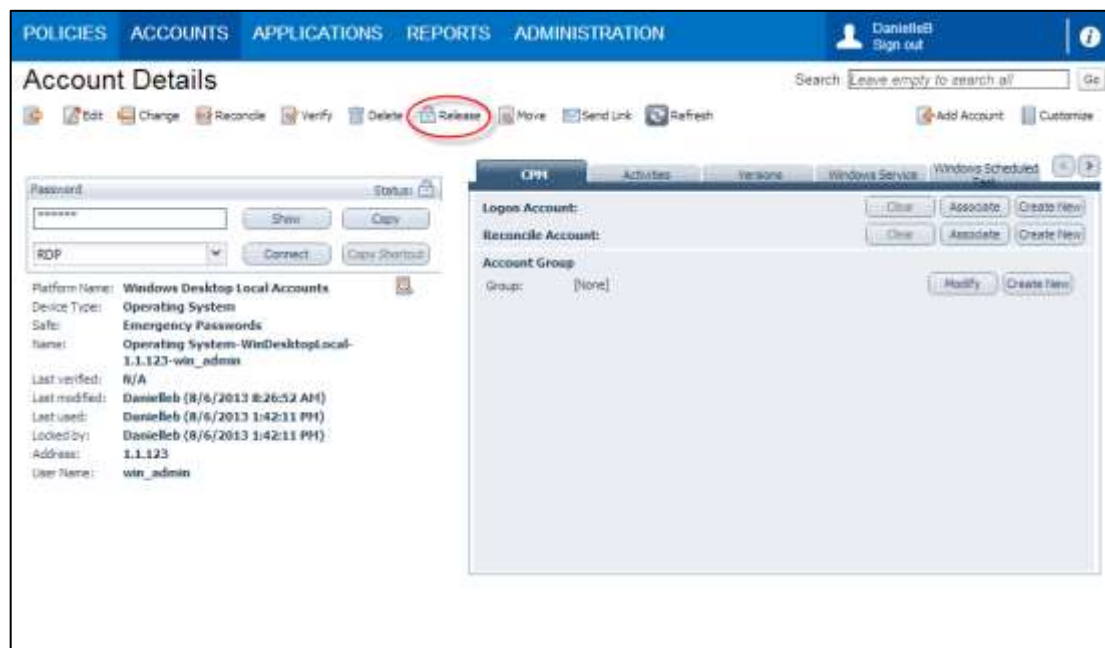 POLICIES ACCOUNTS APPLICATIONS REPORTS ADMINISTRATION DanielleB
Sign out
Account Details Search: Leave empty to search all Go
Edit Change Reconcile Verify Delete Release Move Send Link Refresh Add Account Customize
CPM Activities Versions Windows Service Windows Scheduled Task
Password Status:
****** Show Copy
RDP Connect Copy Shortcut
Logon Account: Clear Associate Create New
Reconcile Account: Clear Associate Create New
Account Group
Group: [None] Modify Create New
Platform Name: Windows Desktop Local Accounts
Device Type: Operating System
Safe: Emergency Passwords
Name: Operating System-WinDesktopLocal-
1.1.123-win_admin
Last verified: N/A
Last modified: Danielleb (8/6/2013 8:26:52 AM)
Last used: Danielleb (8/6/2013 1:42:11 PM)
Locked by: Danielleb (8/6/2013 1:42:11 PM)
Address: 1.1.123
User Name: win_admin